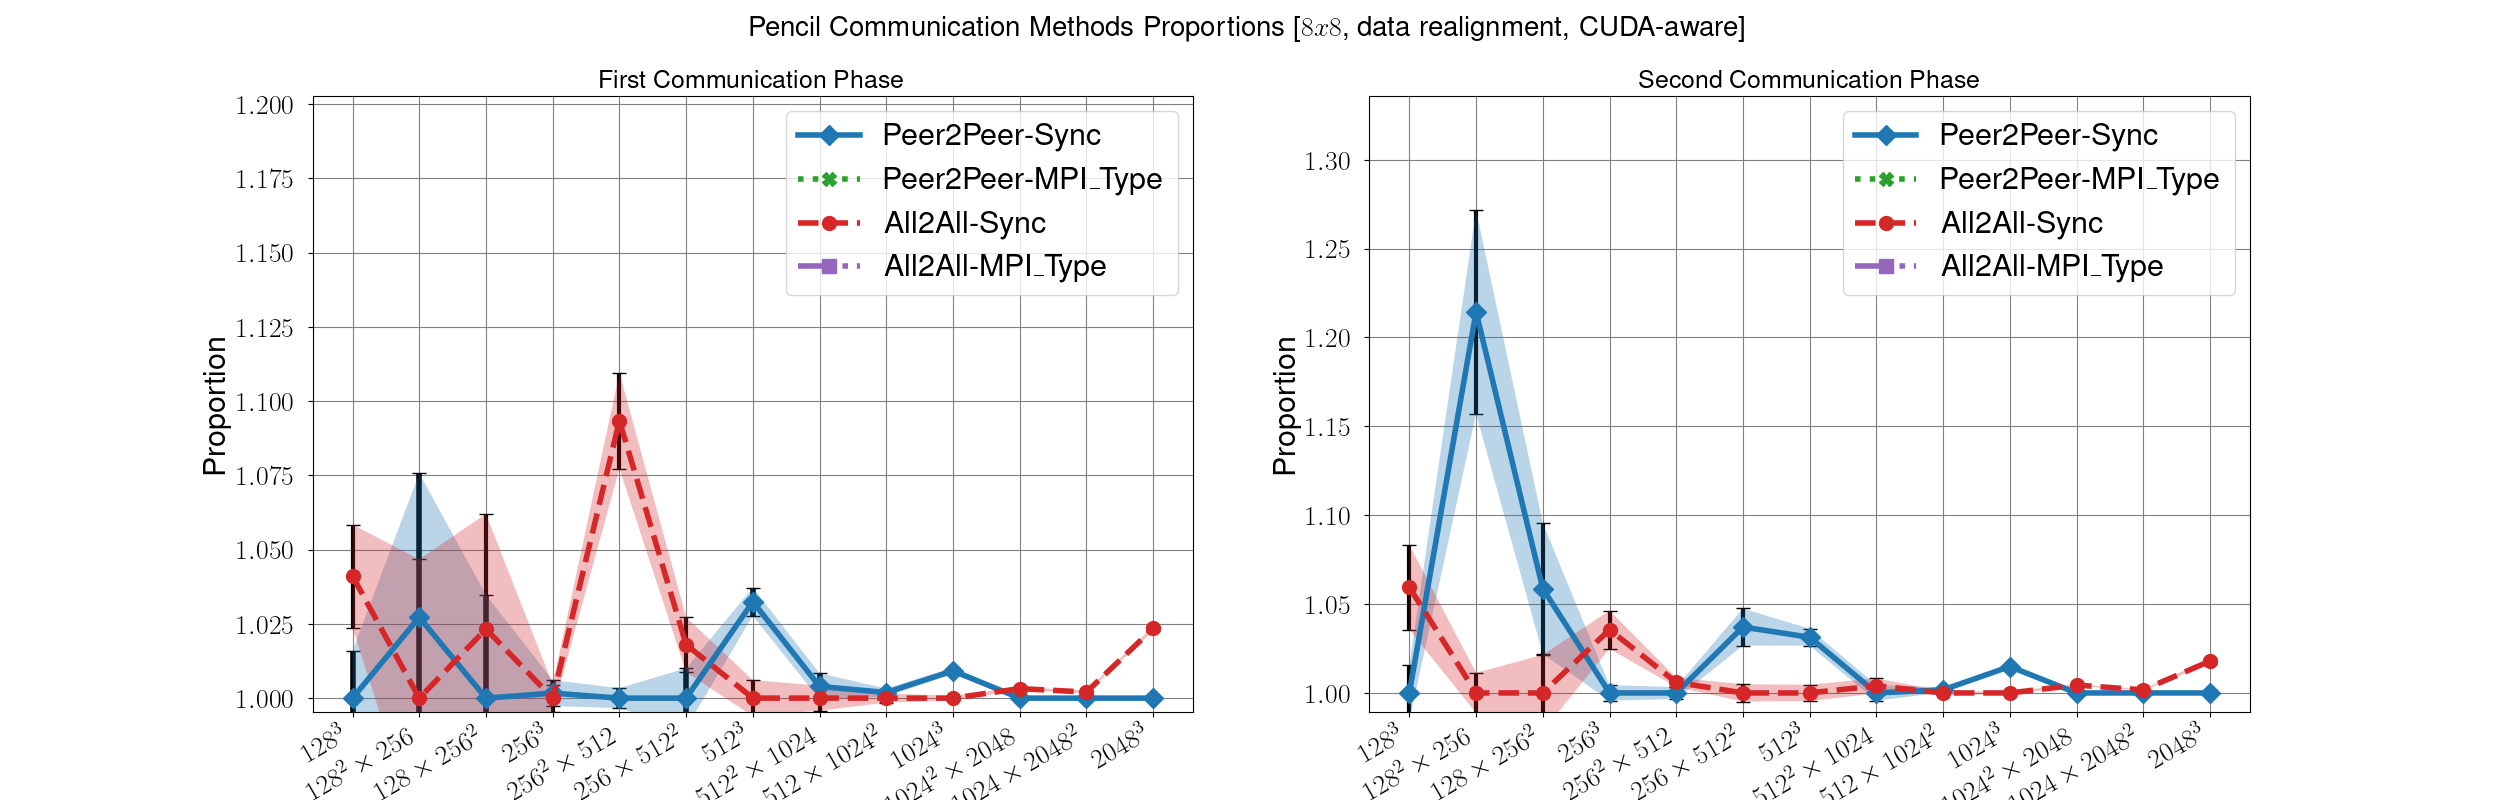 Pencil Communication Methods Proportions [8x8, data realignment, CUDA-aware]
First Communication Phase
Proportion
1.200
1.175
1.150
1.125
1.100
1.075
1.050
1.025
1.000
Peer2Peer-Sync
Peer2Peer-MPI_Type
All2All-Sync
All2All-MPI_Type
128³
128² × 256
128 × 256²
256³
256² × 512
256 × 512²
512³
512² × 1024
512 × 1024²
1024³
1024² × 2048
1024 × 2048²
2048³
Second Communication Phase
Proportion
1.30
1.25
1.20
1.15
1.10
1.05
1.00
Peer2Peer-Sync
Peer2Peer-MPI_Type
All2All-Sync
All2All-MPI_Type
128³
128² × 256
128 × 256²
256³
256² × 512
256 × 512²
512³
512² × 1024
512 × 1024²
1024³
1024² × 2048
1024 × 2048²
2048³